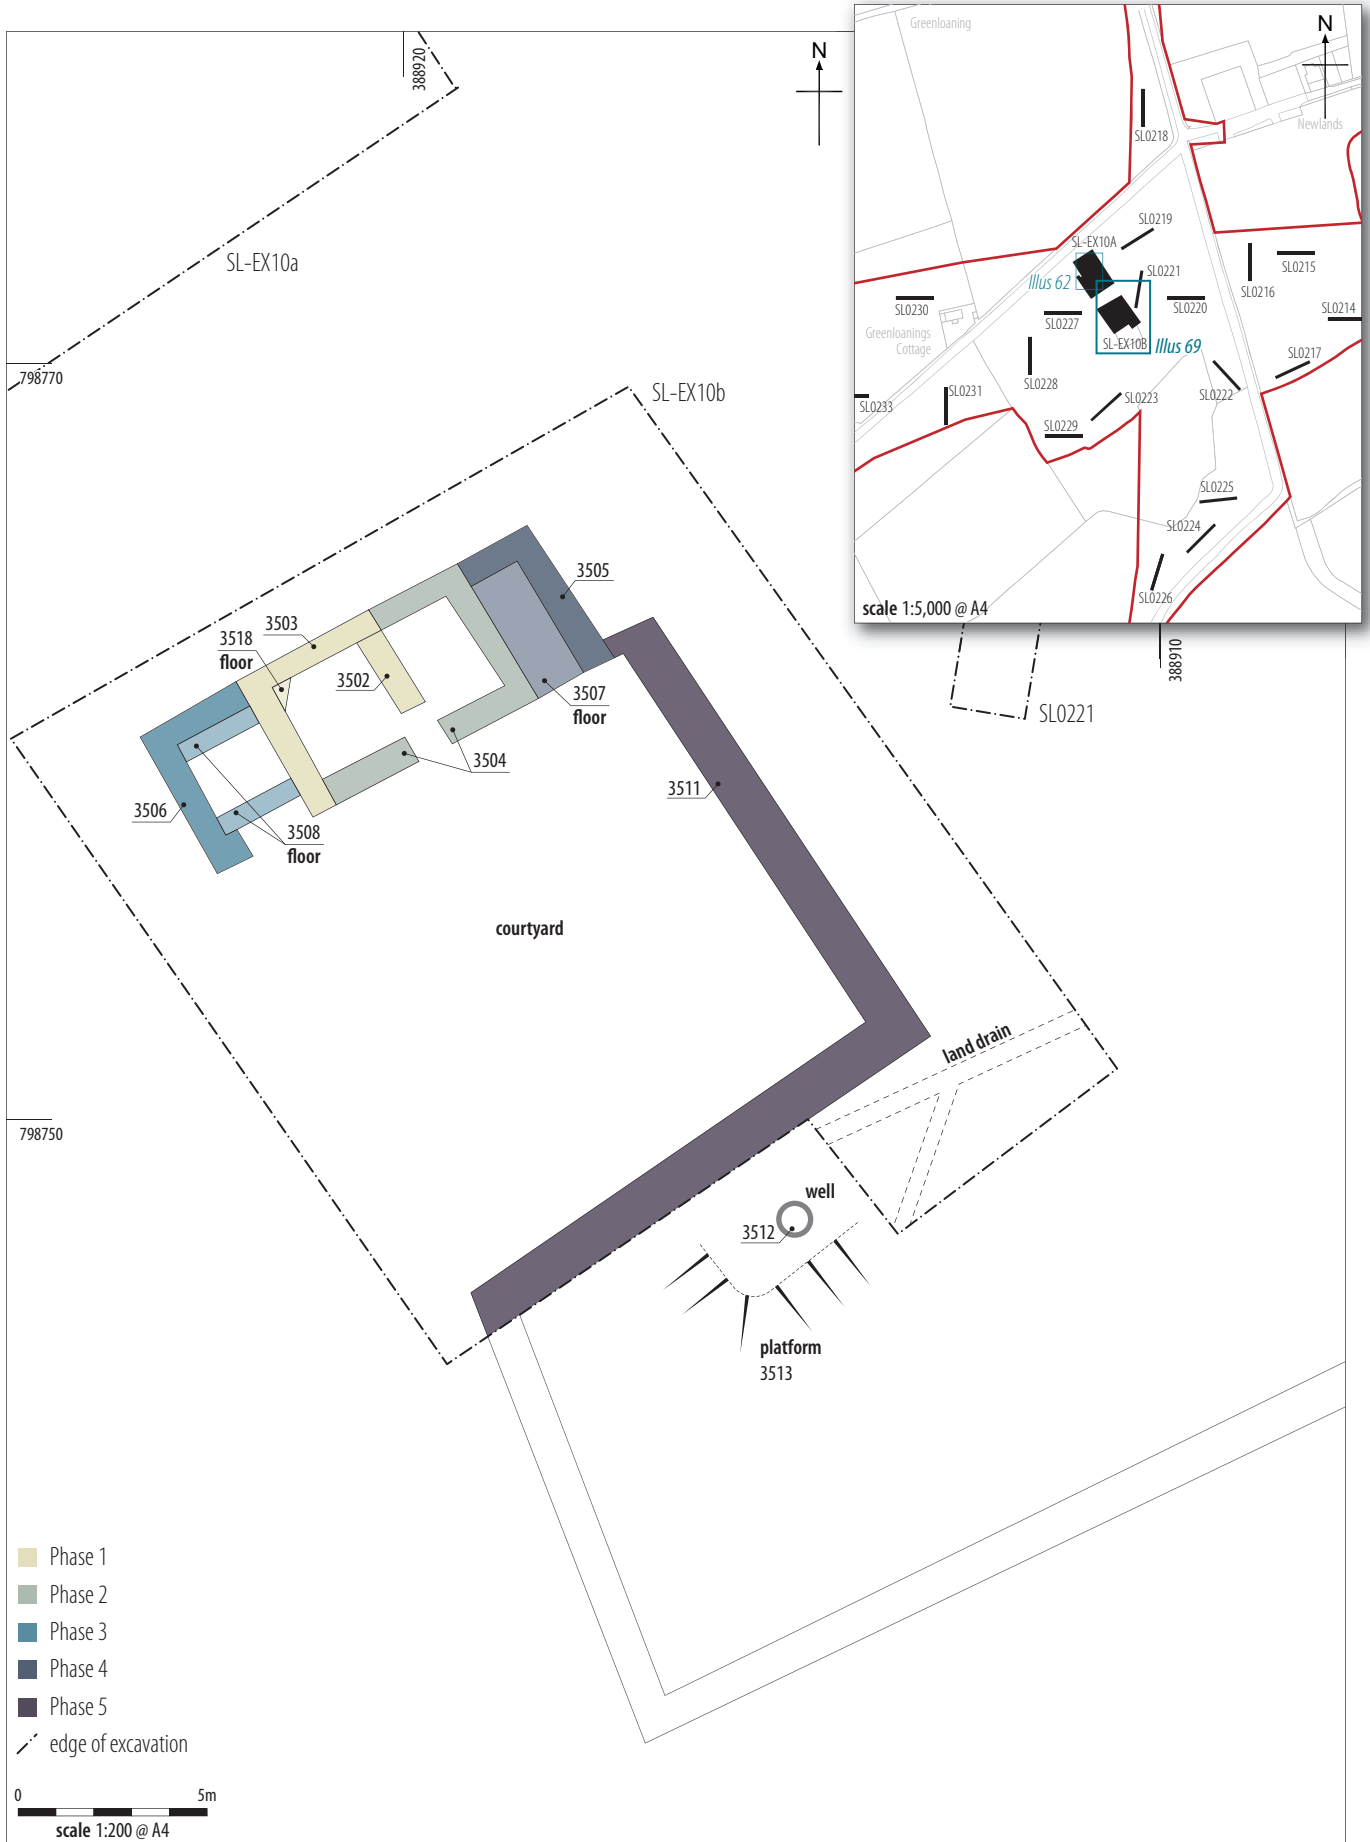 388920
N
SL-EX10a
798770
SL-EX10b
3505
3503
3518
floor
3502
3507
floor
3504
3506
3508
floor
3511
SL0221
388910
courtyard
land drain
798750
well
3512
platform
3513
Phase 1
Phase 2
Phase 3
Phase 4
Phase 5
edge of excavation
0 5m
scale 1:200 @ A4
Greenloaning
N
Newlands
SL0218
SL0219
SL-EX10A
Illus 62
SL0221
SL0215
SL0216
SL0230
SL0220
SL0214
SL0227
Greenloanings
Cottage
SL-EX10B
Illus 69
SL0217
SL0228
SL0231
SL0222
SL0223
SL0233
SL0229
SL0225
SL0224
SL0226
scale 1:5,000 @ A4